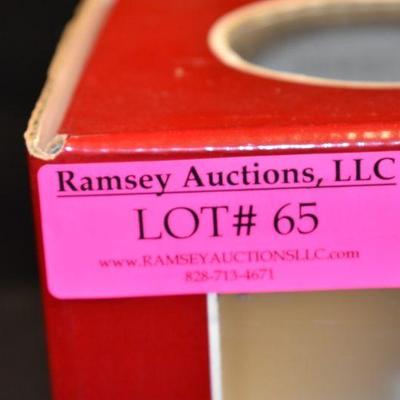 Ramsey Auctions, LLC
LOT# 65
www.RAMSEYAUCTIONSLLC.com
828-713-4671